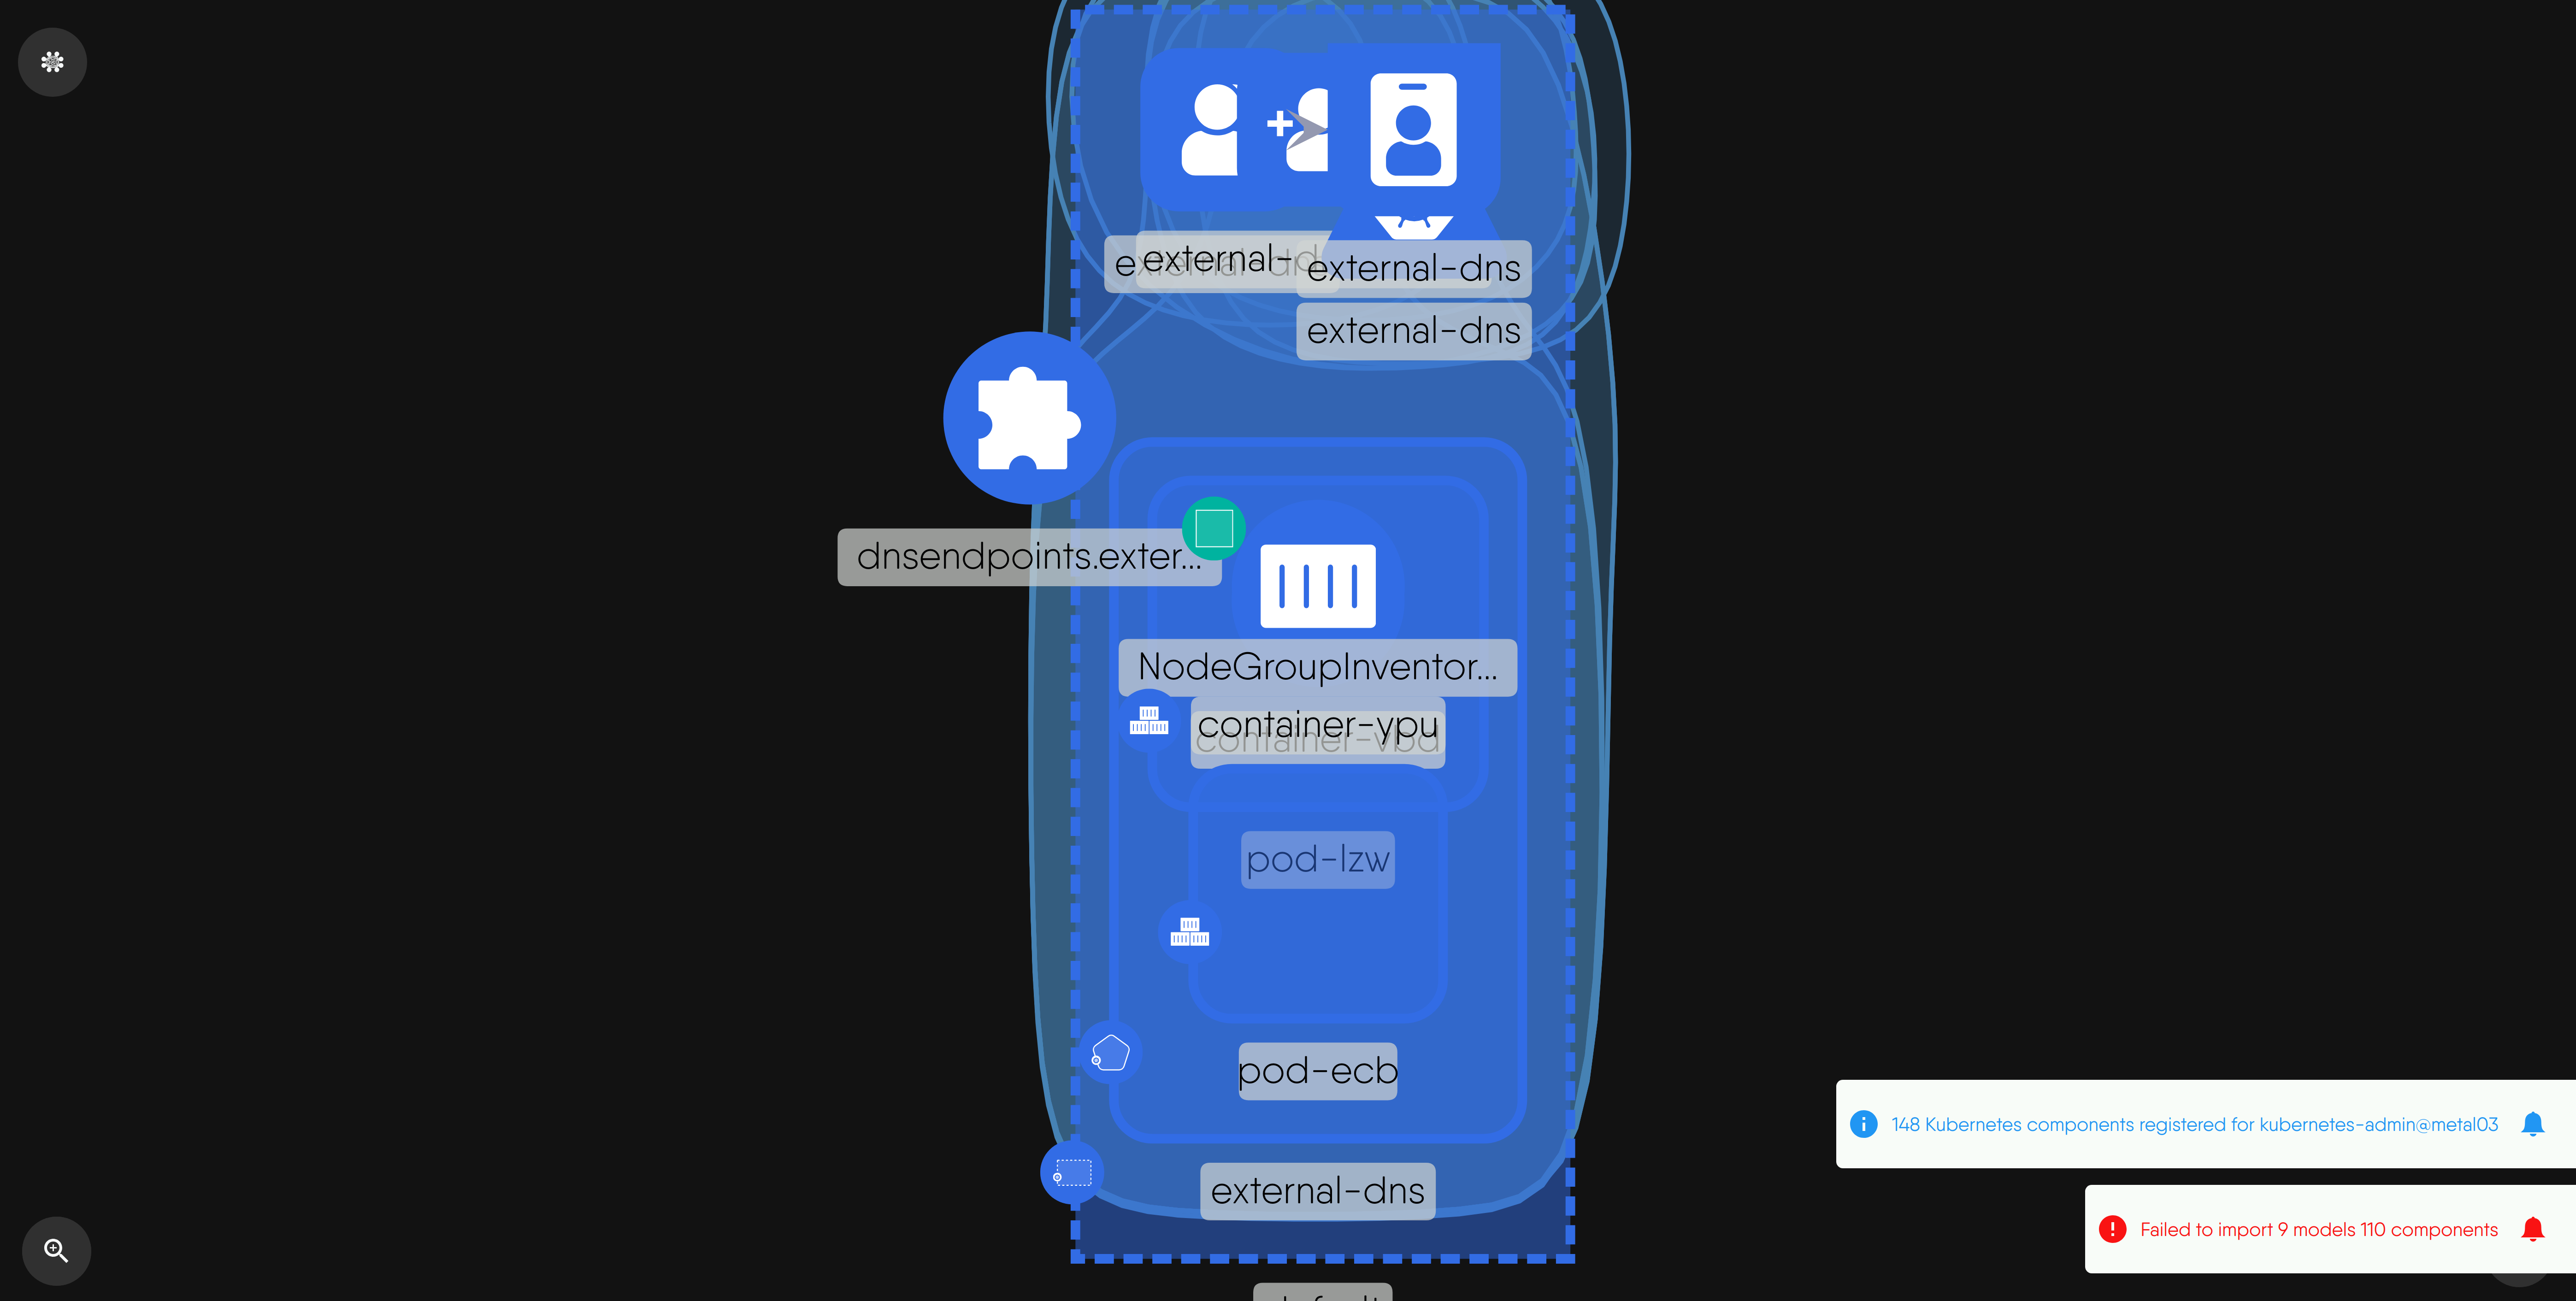 external-d
external-dns
external-dns
dnsendpoints.exter...
NodeGroupInventor...
container-ypu
container-vbd
pod-lzw
pod-ecb
external-dns
148 Kubernetes components registered for kubernetes-admin@metal03
Failed to import 9 models 110 components